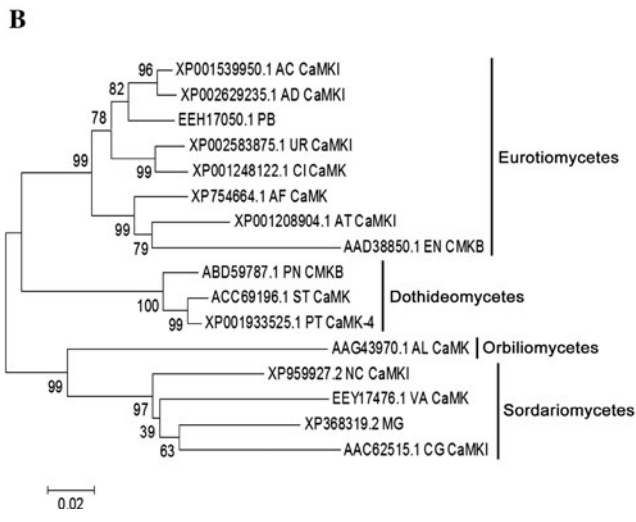 B
96
XP001539950.1 AC CaMKI
82
XP002629235.1 AD CaMKI
78
EEH17050.1 PB
XP002583875.1 UR CaMKI
Eurotiomycetes
99
99
XP001248122.1 CI CaMK
XP754664.1 AF CaMK
99
XP001208904.1 AT CaMKI
79
AAD38850.1 EN CMKB
ABD59787.1 PN CMKB
100
ACC69196.1 ST CaMK
Dothideomycetes
99
XP001933525.1 PT CaMK-4
AAG43970.1 AL CaMK
Orbiliomycetes
99
XP959927.2 NC CaMKI
97
EEY17476.1 VA CaMK
Sordariomycetes
39
XP368319.2 MG
63
AAC62515.1 CG CaMKI
0.02